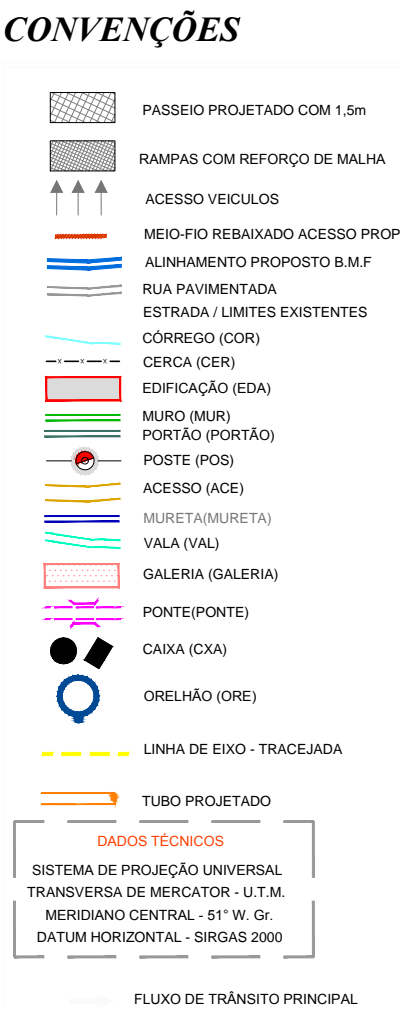 CONVENÇÕES
PASSEIO PROJETADO COM 1,5m
RAMPAS COM REFORÇO DE MALHA
ACESSO VEICULOS
MEIO-FIO REBAIXADO ACESSO PROP
ALINHAMENTO PROPOSTO B.M.F
RUA PAVIMENTADA
ESTRADA / LIMITES EXISTENTES
CÓRREGO (COR)
CERCA (CER)
EDIFICAÇÃO (EDA)
MURO (MUR)
PORTÃO (PORTÃO)
POSTE (POS)
ACESSO (ACE)
MURETA(MURETA)
VALA (VAL)
GALERIA (GALERIA)
PONTE(PONTE)
CAIXA (CXA)
ORELHÃO (ORE)
LINHA DE EIXO - TRACEJADA
TUBO PROJETADO
DADOS TÉCNICOS
SISTEMA DE PROJEÇÃO UNIVERSAL
TRANSVERSA DE MERCATOR - U.T.M.
MERIDIANO CENTRAL - 51° W. Gr.
DATUM HORIZONTAL - SIRGAS 2000
FLUXO DE TRÂNSITO PRINCIPAL